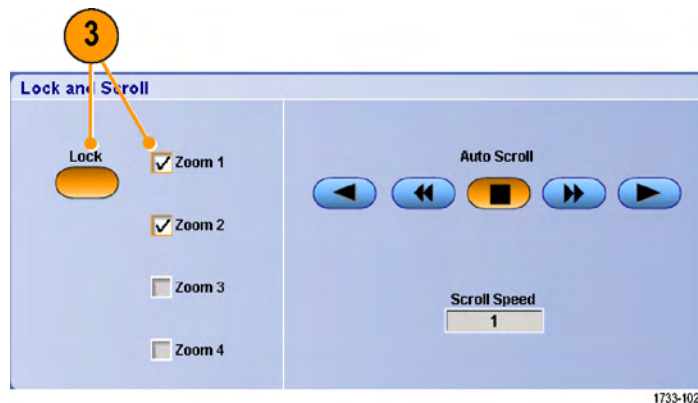 3
Lock and Scroll
Lock
Zoom 1
Auto Scroll
Zoom 2
Zoom 3
Scroll Speed
1
Zoom 4
1733-102